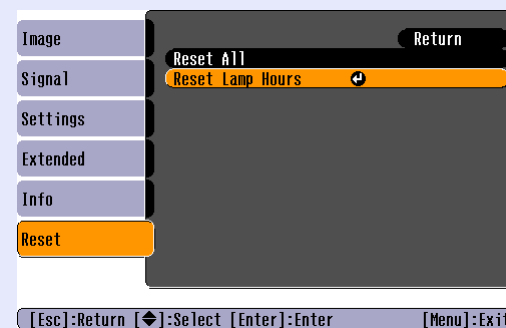 Image
Signal
Settings
Extended
Info
Reset
Return
Reset All
Reset Lamp Hours
[Esc]:Return [◆]:Select [Enter]:Enter [Menu]:Exit